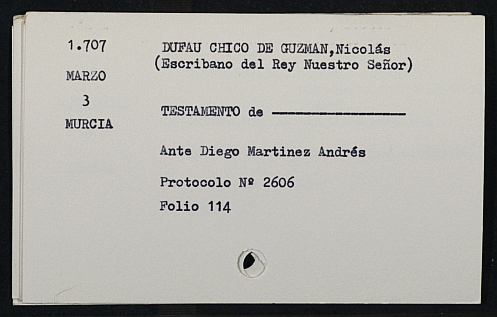 1.707
MARZO
3
MURCIA
DUFAU CHICO DE GUZMAN,Nicolás
(Escribano del Rey Nuestro Señor)
TESTAMENTO de ------------------
Ante Diego Martinez Andrés
Protocolo Nº 2606
Folio 114